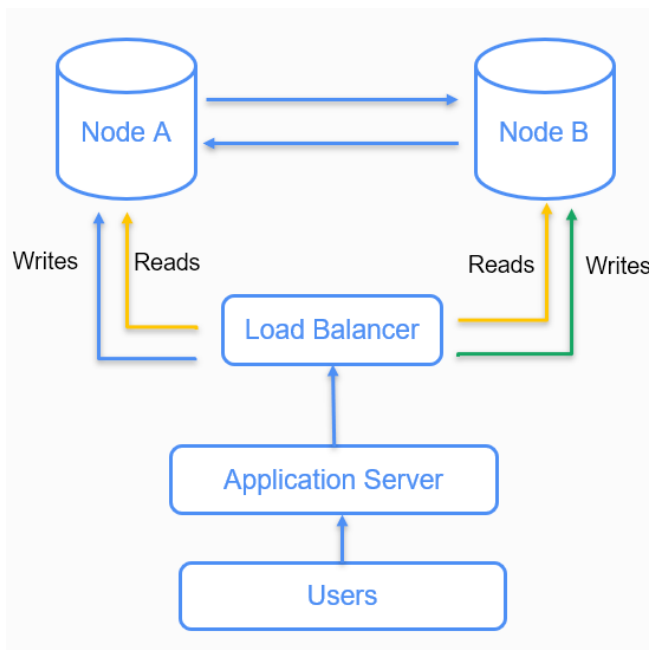 Node A
Node B
Writes
Reads
Reads
Writes
Load Balancer
Application Server
Users